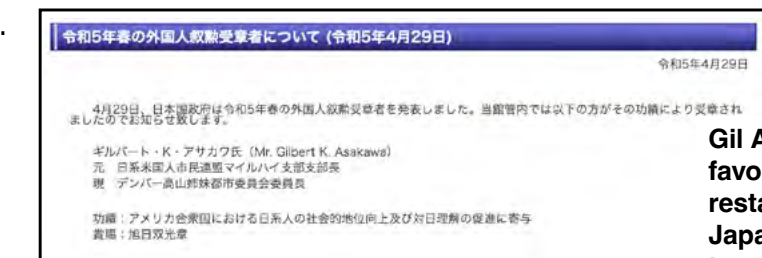 令和5年春の外国人叙勲受章者について (令和5年4月29日)
令和5年4月29日
4月29日、日本国政府は令和5年春の外国人叙勲受章者を発表しました。当館管内では以下の方がその功績により受章され
ましたのでお知らせ致します。
ギルバート・K・アサカワ氏（Mr. Gilbert K. Asakawa）
元 日系米国人市民連盟マイルハイ支部支部長
現 デンバー高山姉妹都市委員会委員長
功績：アメリカ合衆国における日系人の社会的地位向上及び対日理解の促進に寄与
賞賜：旭日双光章
Gil A
favo
resta
Japa